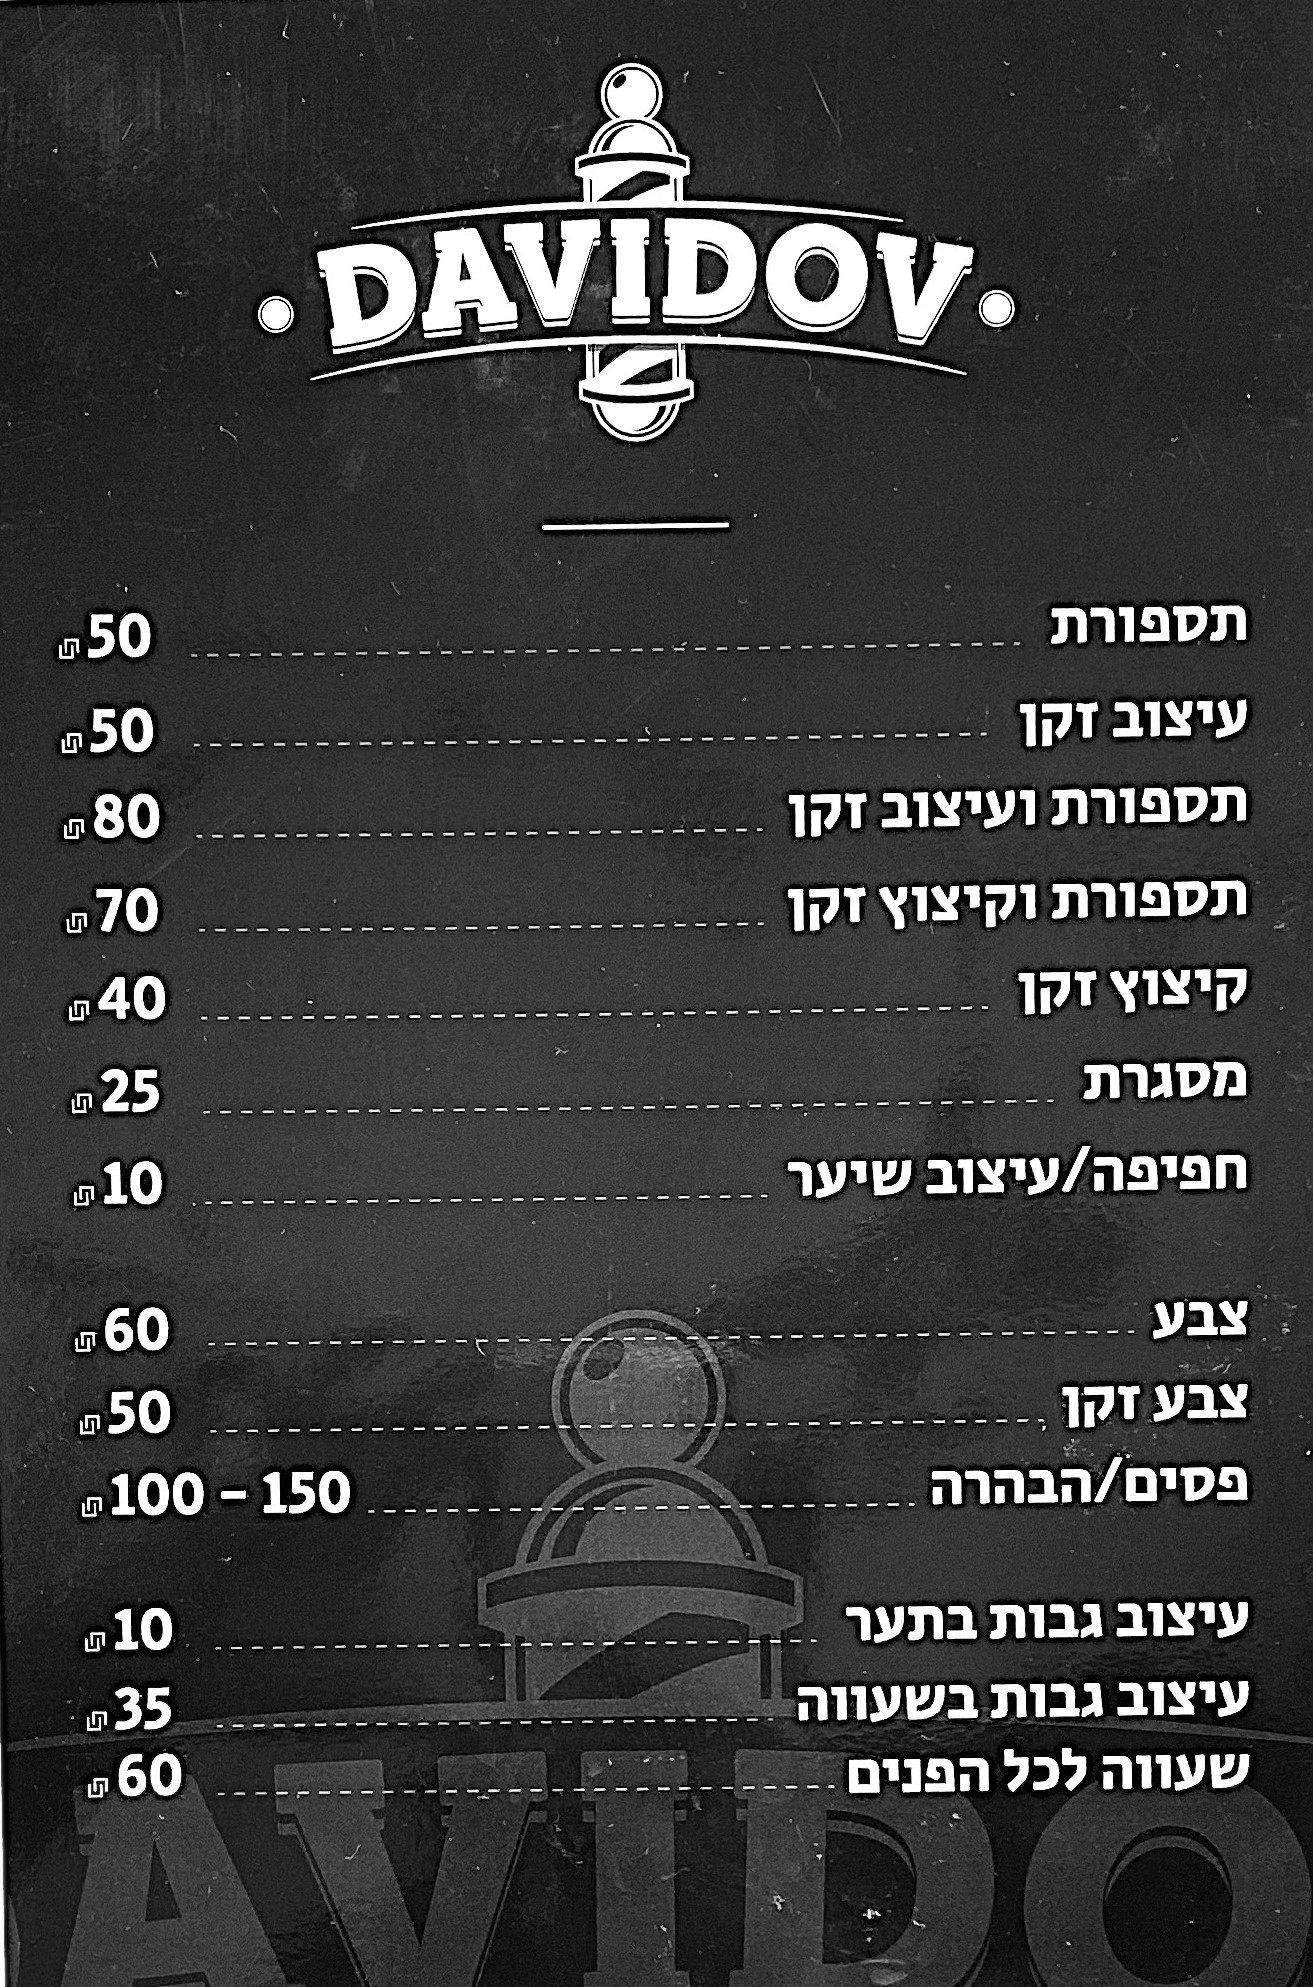 DAVIDOV
תספורת 50 ₪
עיצוב זקן 50 ₪
תספורת ועיצוב זקן 80 ₪
תספורת וקיצוץ זקן 70 ₪
קיצוץ זקן 40 ₪
מסגרת 25 ₪
חפיפה/עיצוב שיער 10 ₪
צבע 60 ₪
צבע זקן 50 ₪
פסים/הבהרה 100 – 150 ₪
עיצוב גבות בתער 10 ₪
עיצוב גבות בשעווה 35 ₪
שעווה לכל הפנים 60 ₪
AVIDO